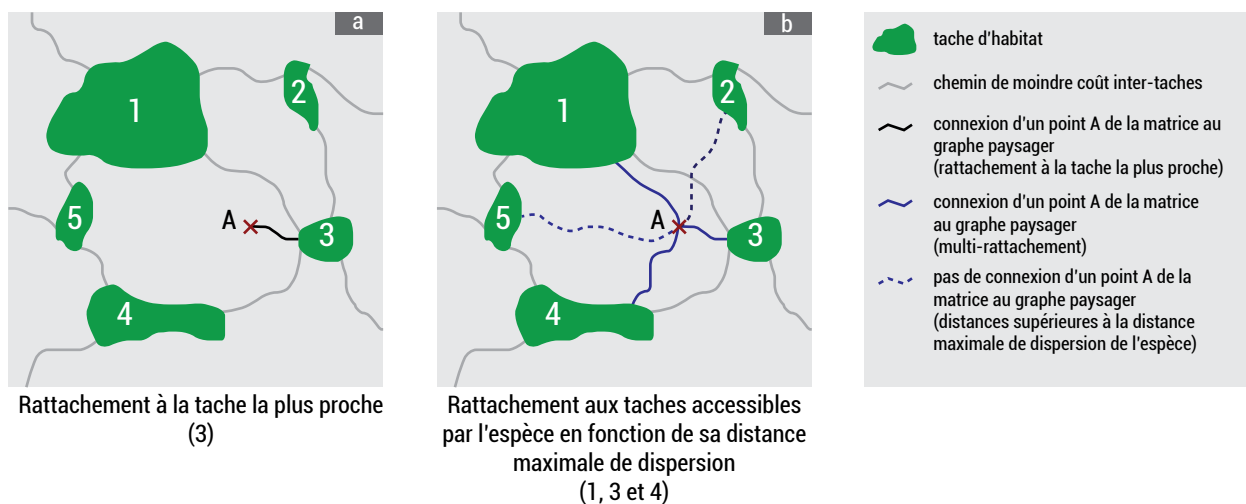 a
1
2
A
3
5
4
Rattachement à la tache la plus proche
(3)
b
1
2
A
3
5
4
Rattachement aux taches accessibles
par l'espèce en fonction de sa distance
maximale de dispersion
(1, 3 et 4)
tache d'habitat
chemin de moindre coût inter-taches
connexion d'un point A de la matrice au
graphe paysager
(rattachement à la tache la plus proche)
connexion d'un point A de la matrice
au graphe paysager
(multi-rattachement)
pas de connexion d'un point A de la
matrice au graphe paysager
(distances supérieures à la distance
maximale de dispersion de l'espèce)